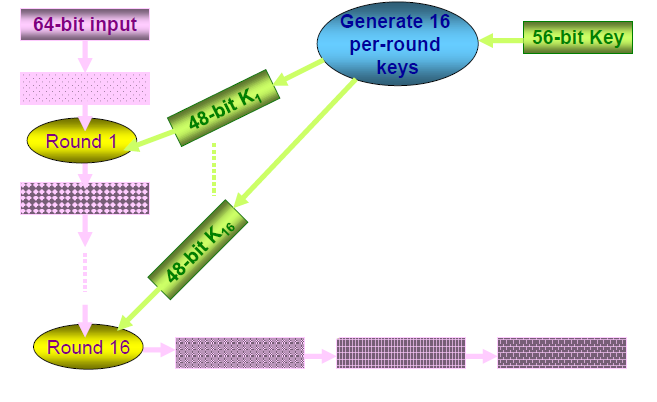 64-bit input
Generate 16
per-round
keys
56-bit Key
48-bit K1
Round 1
48-bit K16
Round 16